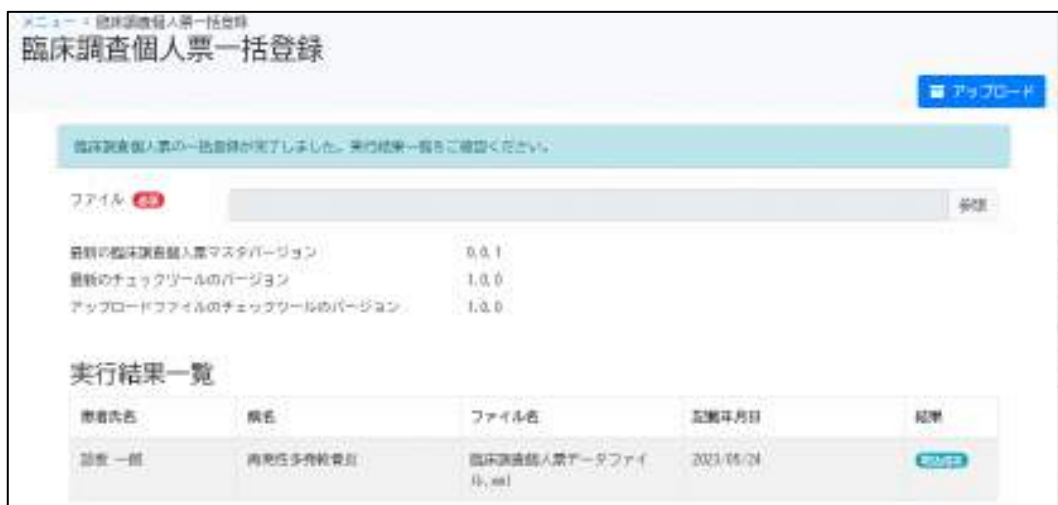 メニュー : 臨床調査個人票一括登録
臨床調査個人票一括登録
アップロード
臨床調査個人票の一括登録が完了しました。実行結果一覧をご確認ください。
ファイル 必須
参照
最新の臨床調査個人票マスタバージョン 0.0.1
最新のチェックツールのバージョン 1.0.0
アップロードファイルのチェックツールのバージョン 1.0.0
実行結果一覧
患者氏名 病名 ファイル名 記載年月日 結果
一郎 再発性多発軟骨炎 臨床調査個人票データファイ